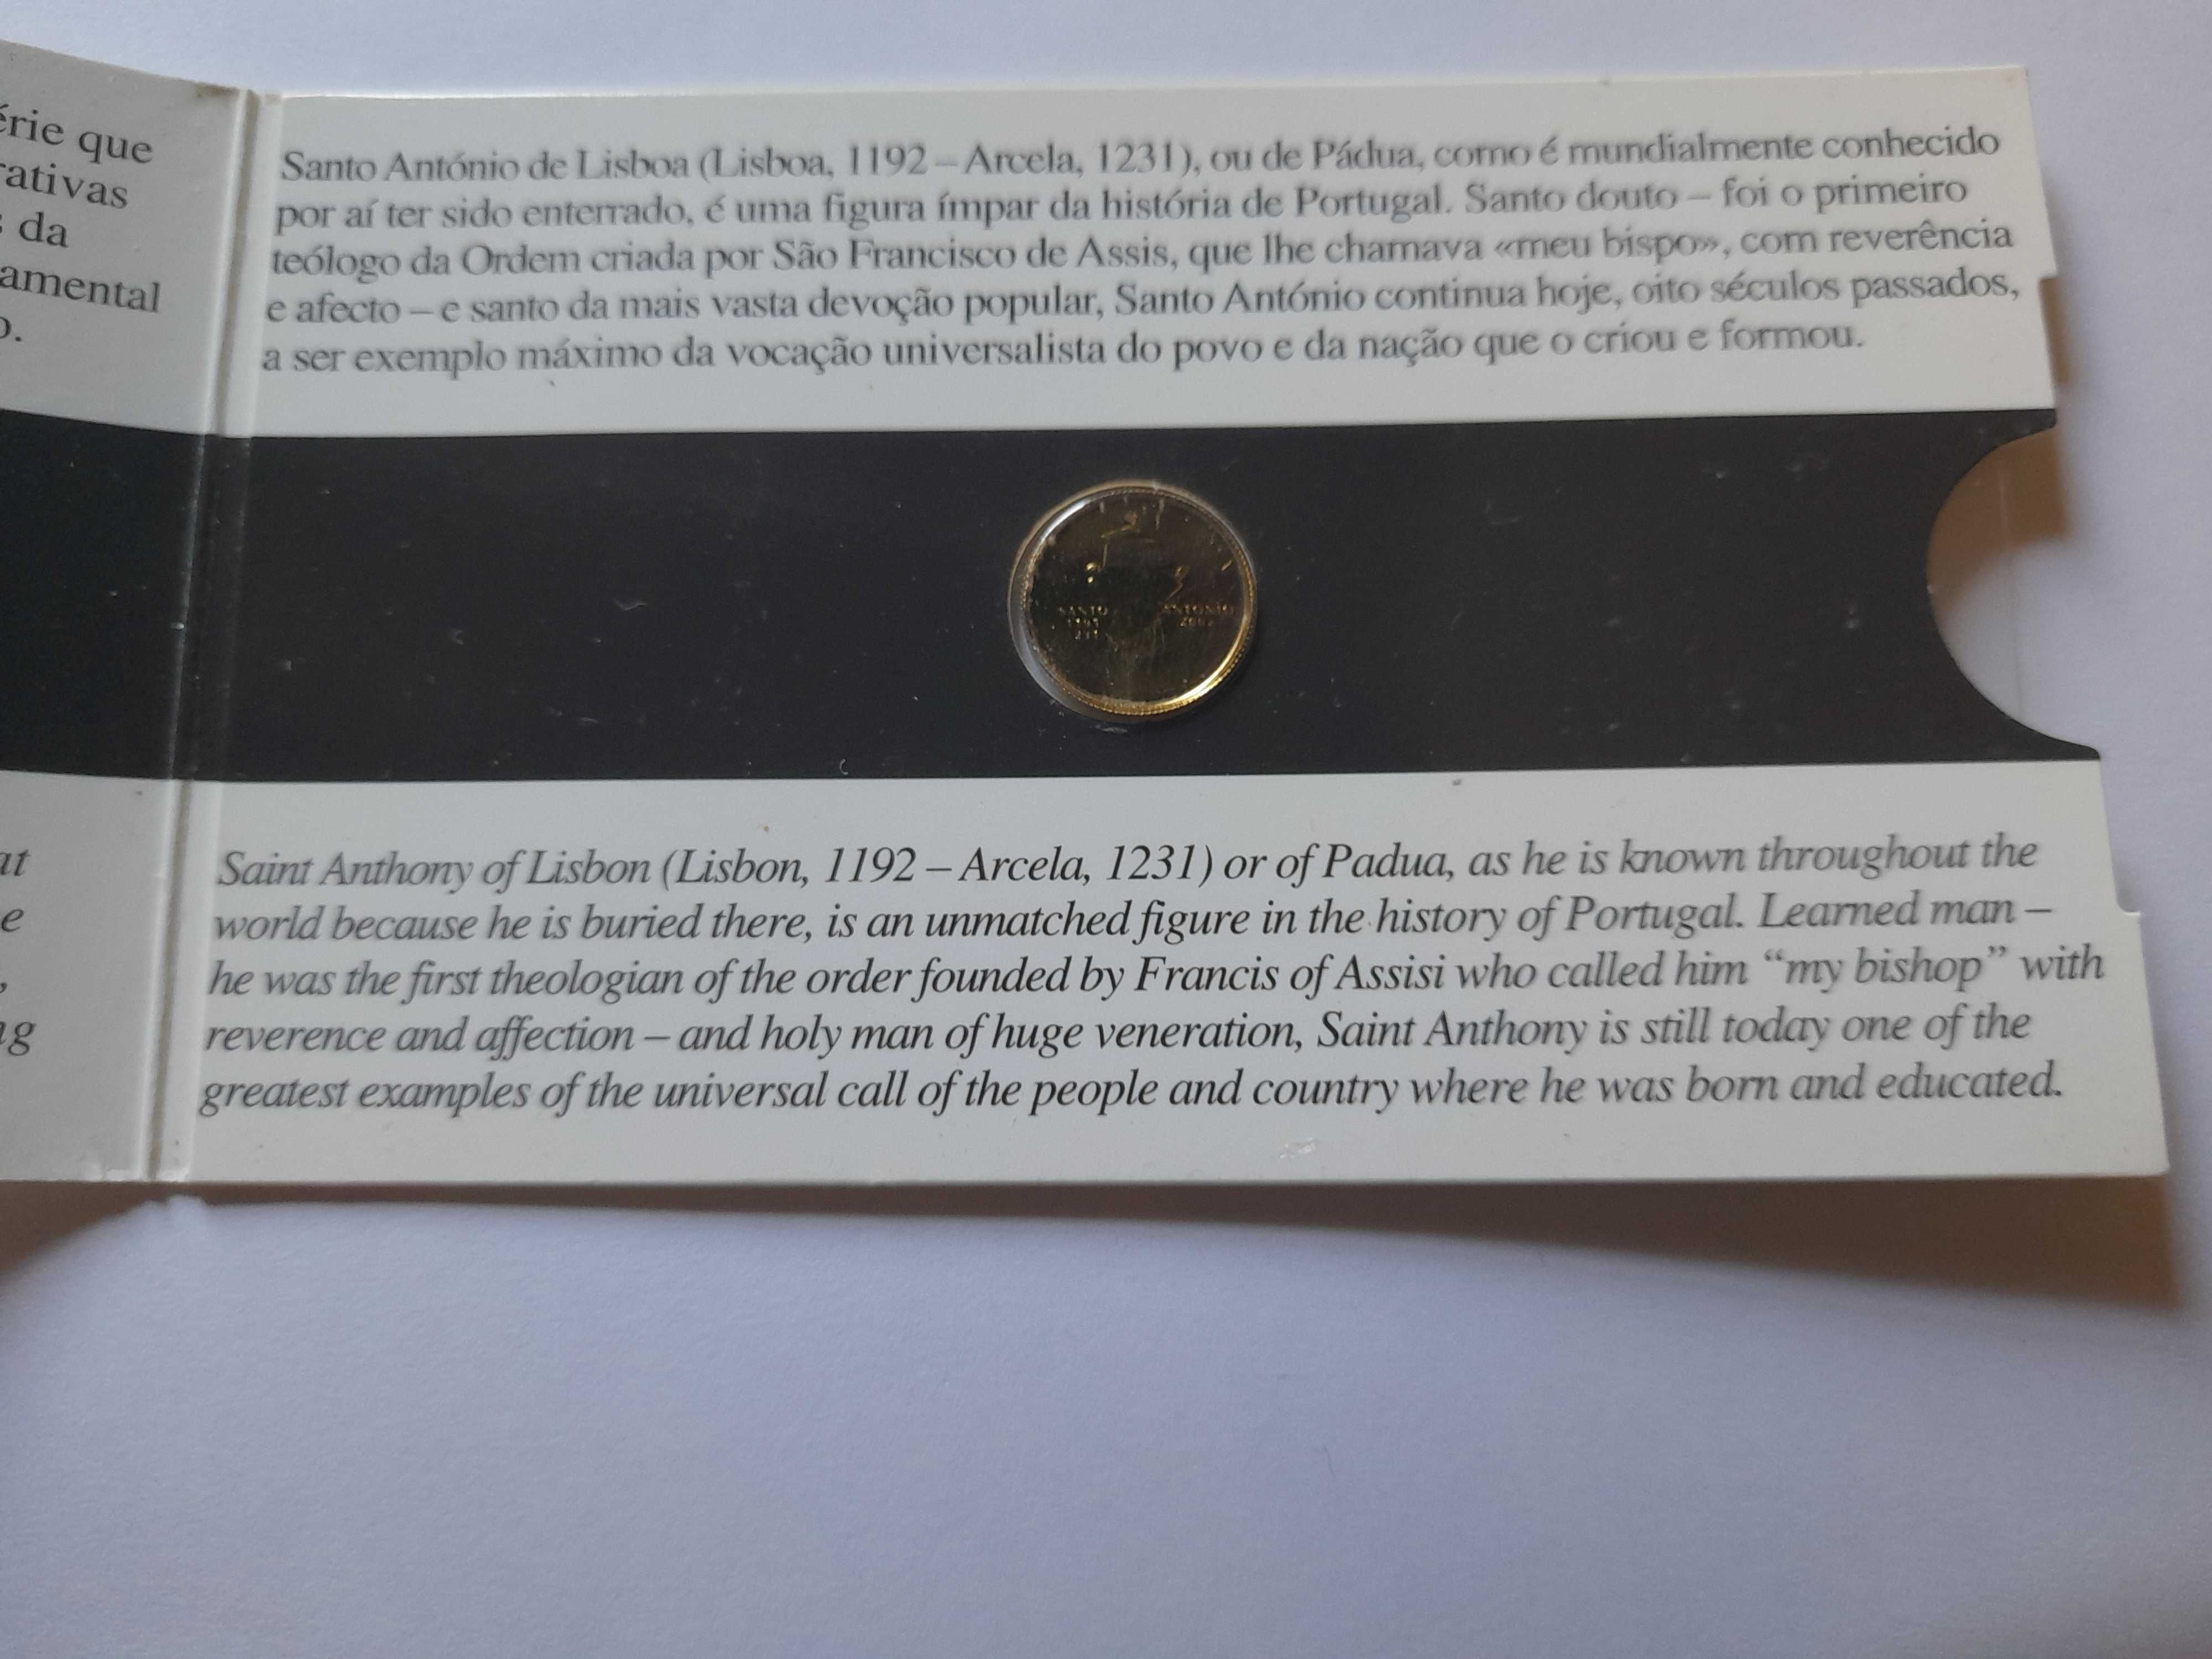 érie que
rativas
s da
amental
o.
Santo António de Lisboa (Lisboa, 1192 – Arcela, 1231), ou de Pádua, como é mundialmente conhecido
por aí ter sido enterrado, é uma figura ímpar da história de Portugal. Santo douto – foi o primeiro
teólogo da Ordem criada por São Francisco de Assis, que lhe chamava «meu bispo», com reverência
e afecto – e santo da mais vasta devoção popular, Santo António continua hoje, oito séculos passados,
a ser exemplo máximo da vocação universalista do povo e da nação que o criou e formou.
SANTO ANTÓNIO
at
e
,
ng
Saint Anthony of Lisbon (Lisbon, 1192 – Arcela, 1231) or of Padua, as he is known throughout the
world because he is buried there, is an unmatched figure in the history of Portugal. Learned man –
he was the first theologian of the order founded by Francis of Assisi who called him “my bishop” with
reverence and affection – and holy man of huge veneration, Saint Anthony is still today one of the
greatest examples of the universal call of the people and country where he was born and educated.